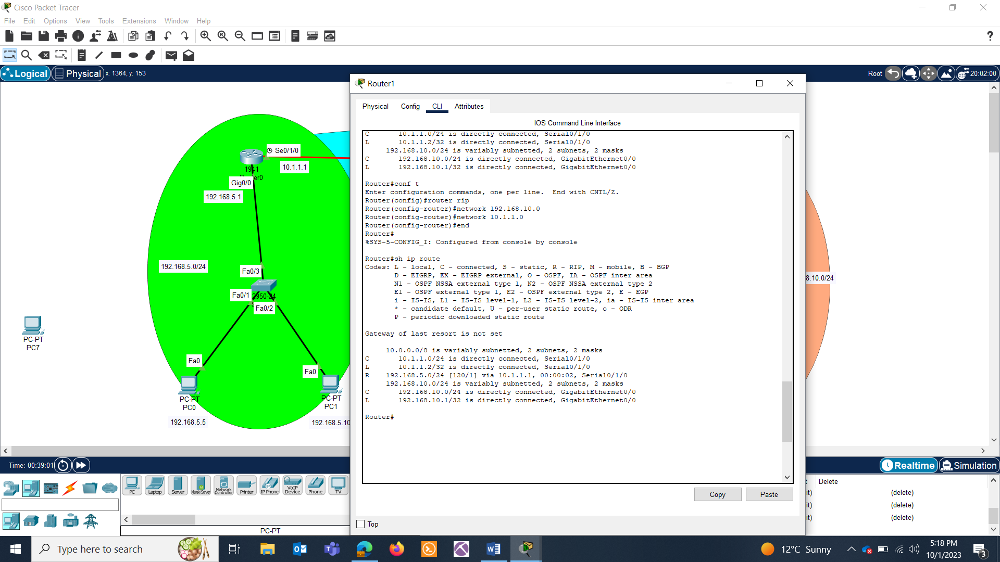 Cisco Packet Tracer
File Edit Options View Tools Extensions Window Help
Logical Physical x: 1364, y: 153
Root 20:02:00
Router1
Physical Config CLI Attributes
IOS Command Line Interface
C       10.1.1.0/24 is directly connected, Serial0/1/0
L       10.1.1.2/32 is directly connected, Serial0/1/0
     192.168.10.0/24 is variably subnetted, 2 subnets, 2 masks
C       192.168.10.0/24 is directly connected, GigabitEthernet0/0
L       192.168.10.1/32 is directly connected, GigabitEthernet0/0
Router#conf t
Enter configuration commands, one per line.  End with CNTL/Z.
Router(config)#router rip
Router(config-router)#network 192.168.10.0
Router(config-router)#network 10.1.1.0
Router(config-router)#end
Router#
%SYS-5-CONFIG_I: Configured from console by console
Router#sh ip route
Codes: L - local, C - connected, S - static, R - RIP, M - mobile, B - BGP
       D - EIGRP, EX - EIGRP external, O - OSPF, IA - OSPF inter area
       N1 - OSPF NSSA external type 1, N2 - OSPF NSSA external type 2
       E1 - OSPF external type 1, E2 - OSPF external type 2, E - EGP
       i - IS-IS, L1 - IS-IS level-1, L2 - IS-IS level-2, ia - IS-IS inter area
       * - candidate default, U - per-user static route, o - ODR
       P - periodic downloaded static route
Gateway of last resort is not set
     10.0.0.0/8 is variably subnetted, 2 subnets, 2 masks
C       10.1.1.0/24 is directly connected, Serial0/1/0
L       10.1.1.2/32 is directly connected, Serial0/1/0
R    192.168.5.0/24 [120/1] via 10.1.1.1, 00:00:02, Serial0/1/0
     192.168.10.0/24 is variably subnetted, 2 subnets, 2 masks
C       192.168.10.0/24 is directly connected, GigabitEthernet0/0
L       192.168.10.1/32 is directly connected, GigabitEthernet0/0
Router#
Copy Paste
Top
Se0/1/0
10.1.1.1
1941
Gig0/0
192.168.5.1
192.168.5.0/24
Fa0/3
Fa0/1
2950-24
Fa0/2
PC-PT
PC7
Fa0
Fa0
PC-PT
PC0
192.168.5.5
PC-PT
PC1
192.168.5.10
8.10.0/24
Time: 00:39:01
Realtime Simulation
PC Laptop Server Meraki Server Network Controller Printer IP Phone VoIP Device Phone TV
PC-PT
t Delete
it) (delete)
it) (delete)
it) (delete)
Type here to search
12°C Sunny
5:18 PM
10/1/2023
3